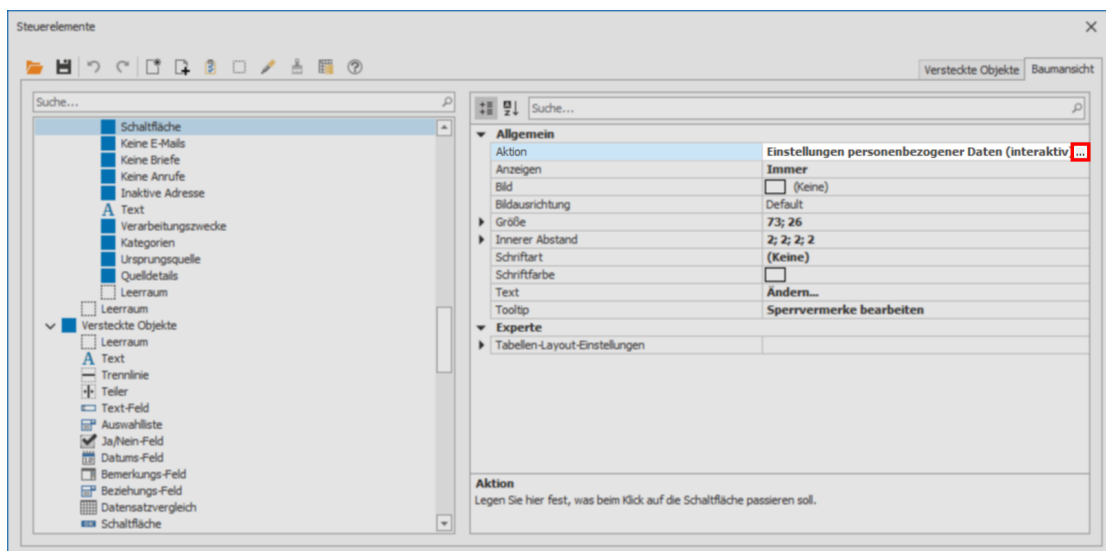 Steuerelemente
Versteckte Objekte Baumansicht
Suche...
Schaltfläche
Keine E-Mails
Keine Briefe
Keine Anrufe
Inaktive Adresse
A Text
Verarbeitungszwecke
Kategorien
Ursprungsquelle
Quelldetails
Leerraum
Leerraum
Versteckte Objekte
Leerraum
A Text
Trennlinie
Teiler
Text-Feld
Auswahlliste
Ja/Nein-Feld
Datums-Feld
Bemerkungs-Feld
Beziehungs-Feld
Datensatzvergleich
Schaltfläche
Suche...
Allgemein
Aktion Einstellungen personenbezogener Daten (interaktiv) ...
Anzeigen Immer
Bild (Keine)
Bildausrichtung Default
Größe 73; 26
Innerer Abstand 2; 2; 2; 2
Schriftart (Keine)
Schriftfarbe
Text Ändern...
Tooltip Sperrvermerke bearbeiten
Experte
Tabellen-Layout-Einstellungen
Aktion
Legen Sie hier fest, was beim Klick auf die Schaltfläche passieren soll.